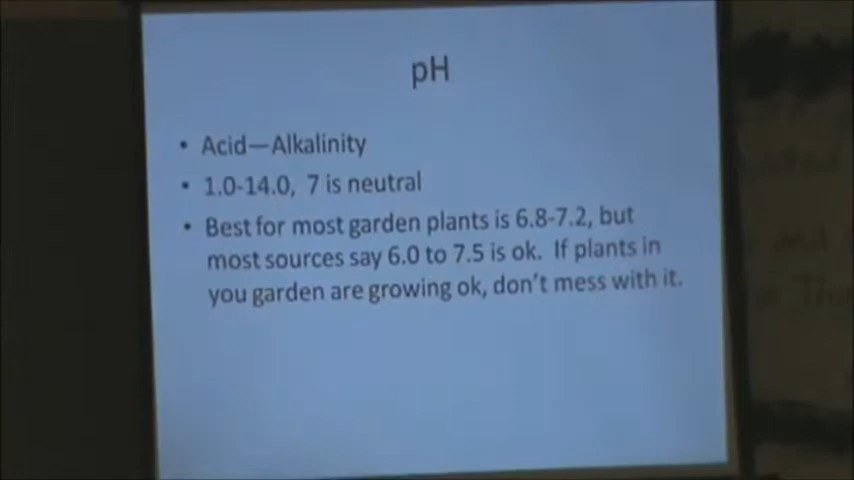 pH
• Acid—Alkalinity
• 1.0-14.0, 7 is neutral
• Best for most garden plants is 6.8-7.2, but
most sources say 6.0 to 7.5 is ok. If plants in
you garden are growing ok, don't mess with it.